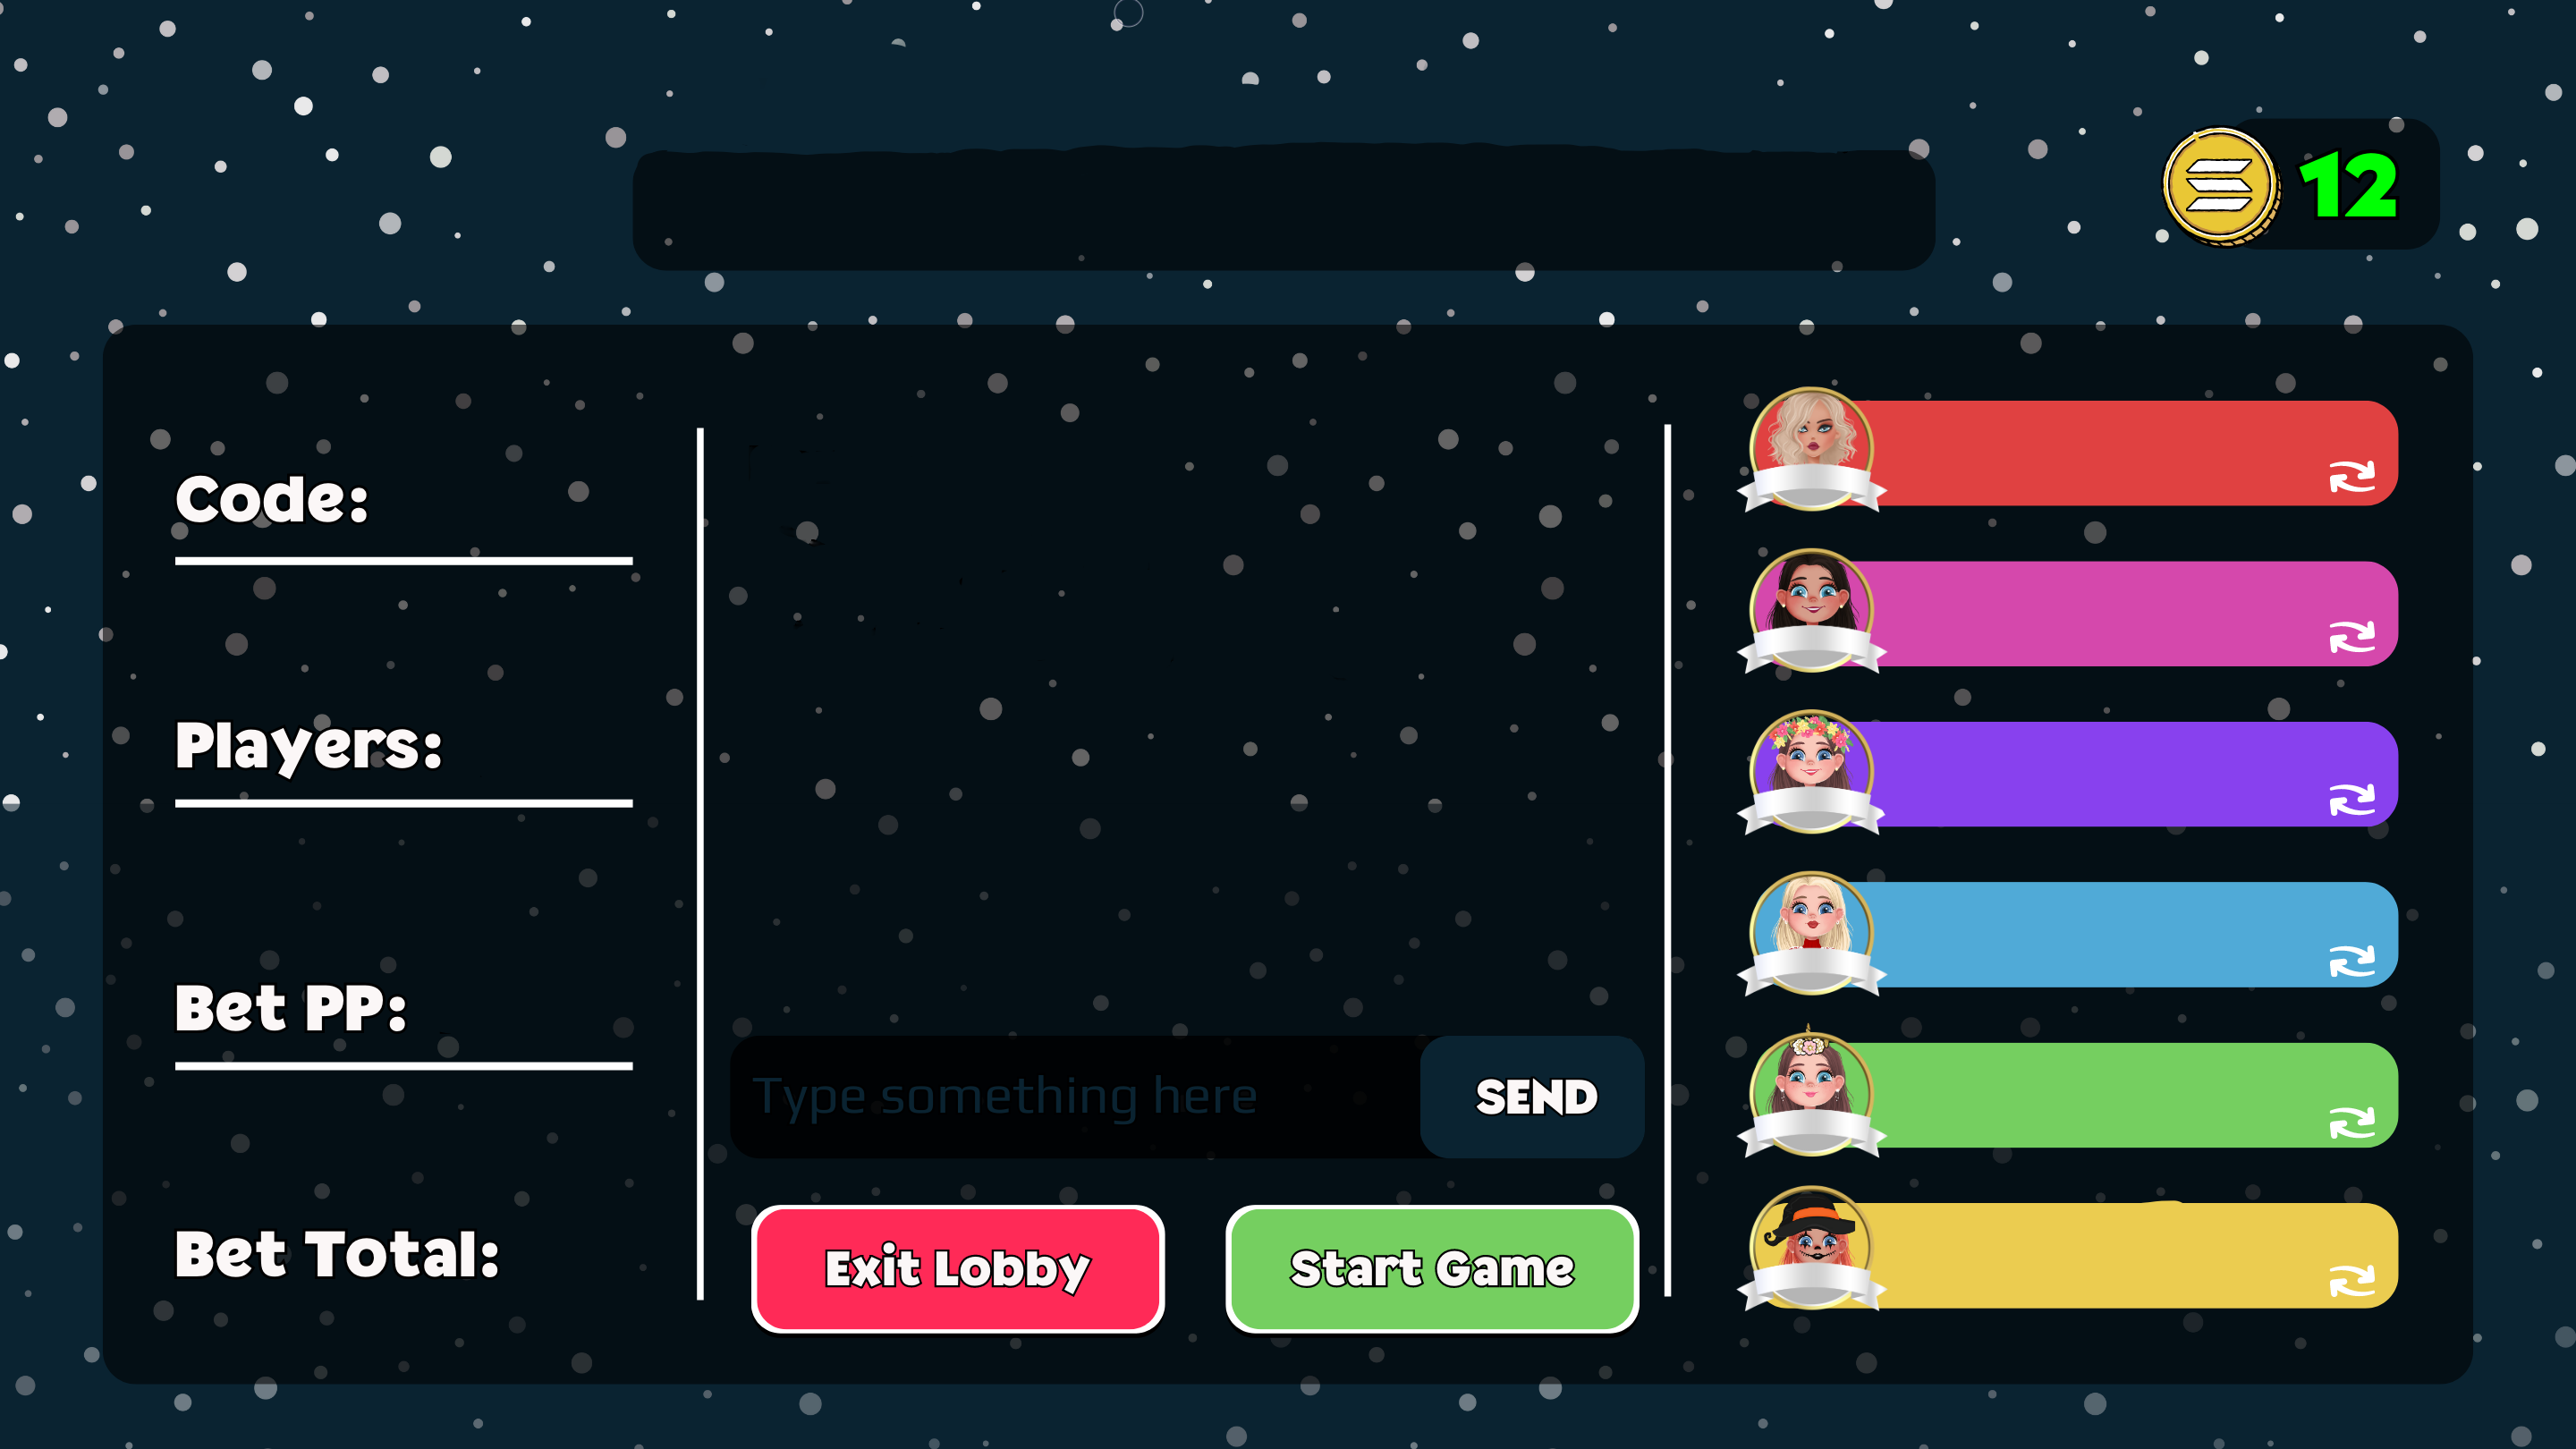 12
Code:
Players:
Bet PP:
Bet Total:
Type something here
SEND
Exit Lobby
Start Game